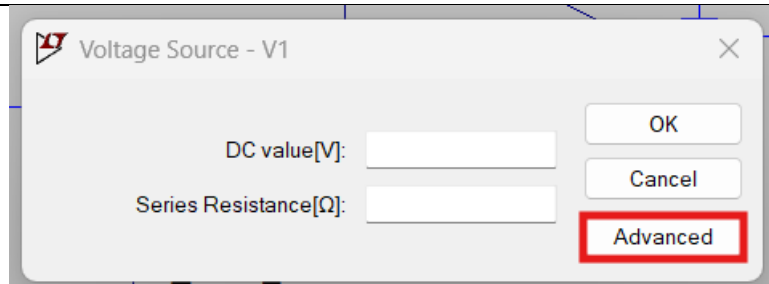 Voltage Source - V1
OK
DC value[V]:
Cancel
Series Resistance[Ω]:
Advanced